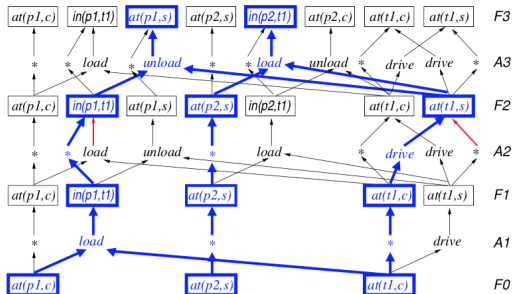 at(p1,c) in(p1,t1) at(p1,s) at(p2,s) in(p2,t1) at(p2,c) at(t1,c) at(t1,s) F3
* * load * unload * load * unload * drive drive * A3
at(p1,c) in(p1,t1) at(p1,s) at(p2,s) in(p2,t1) at(t1,c) at(t1,s) F2
* * load unload * load * drive drive * A2
at(p1,c) in(p1,t1) at(p2,s) at(t1,c) at(t1,s) F1
* load * * drive A1
at(p1,c) at(p2,s) at(t1,c) F0